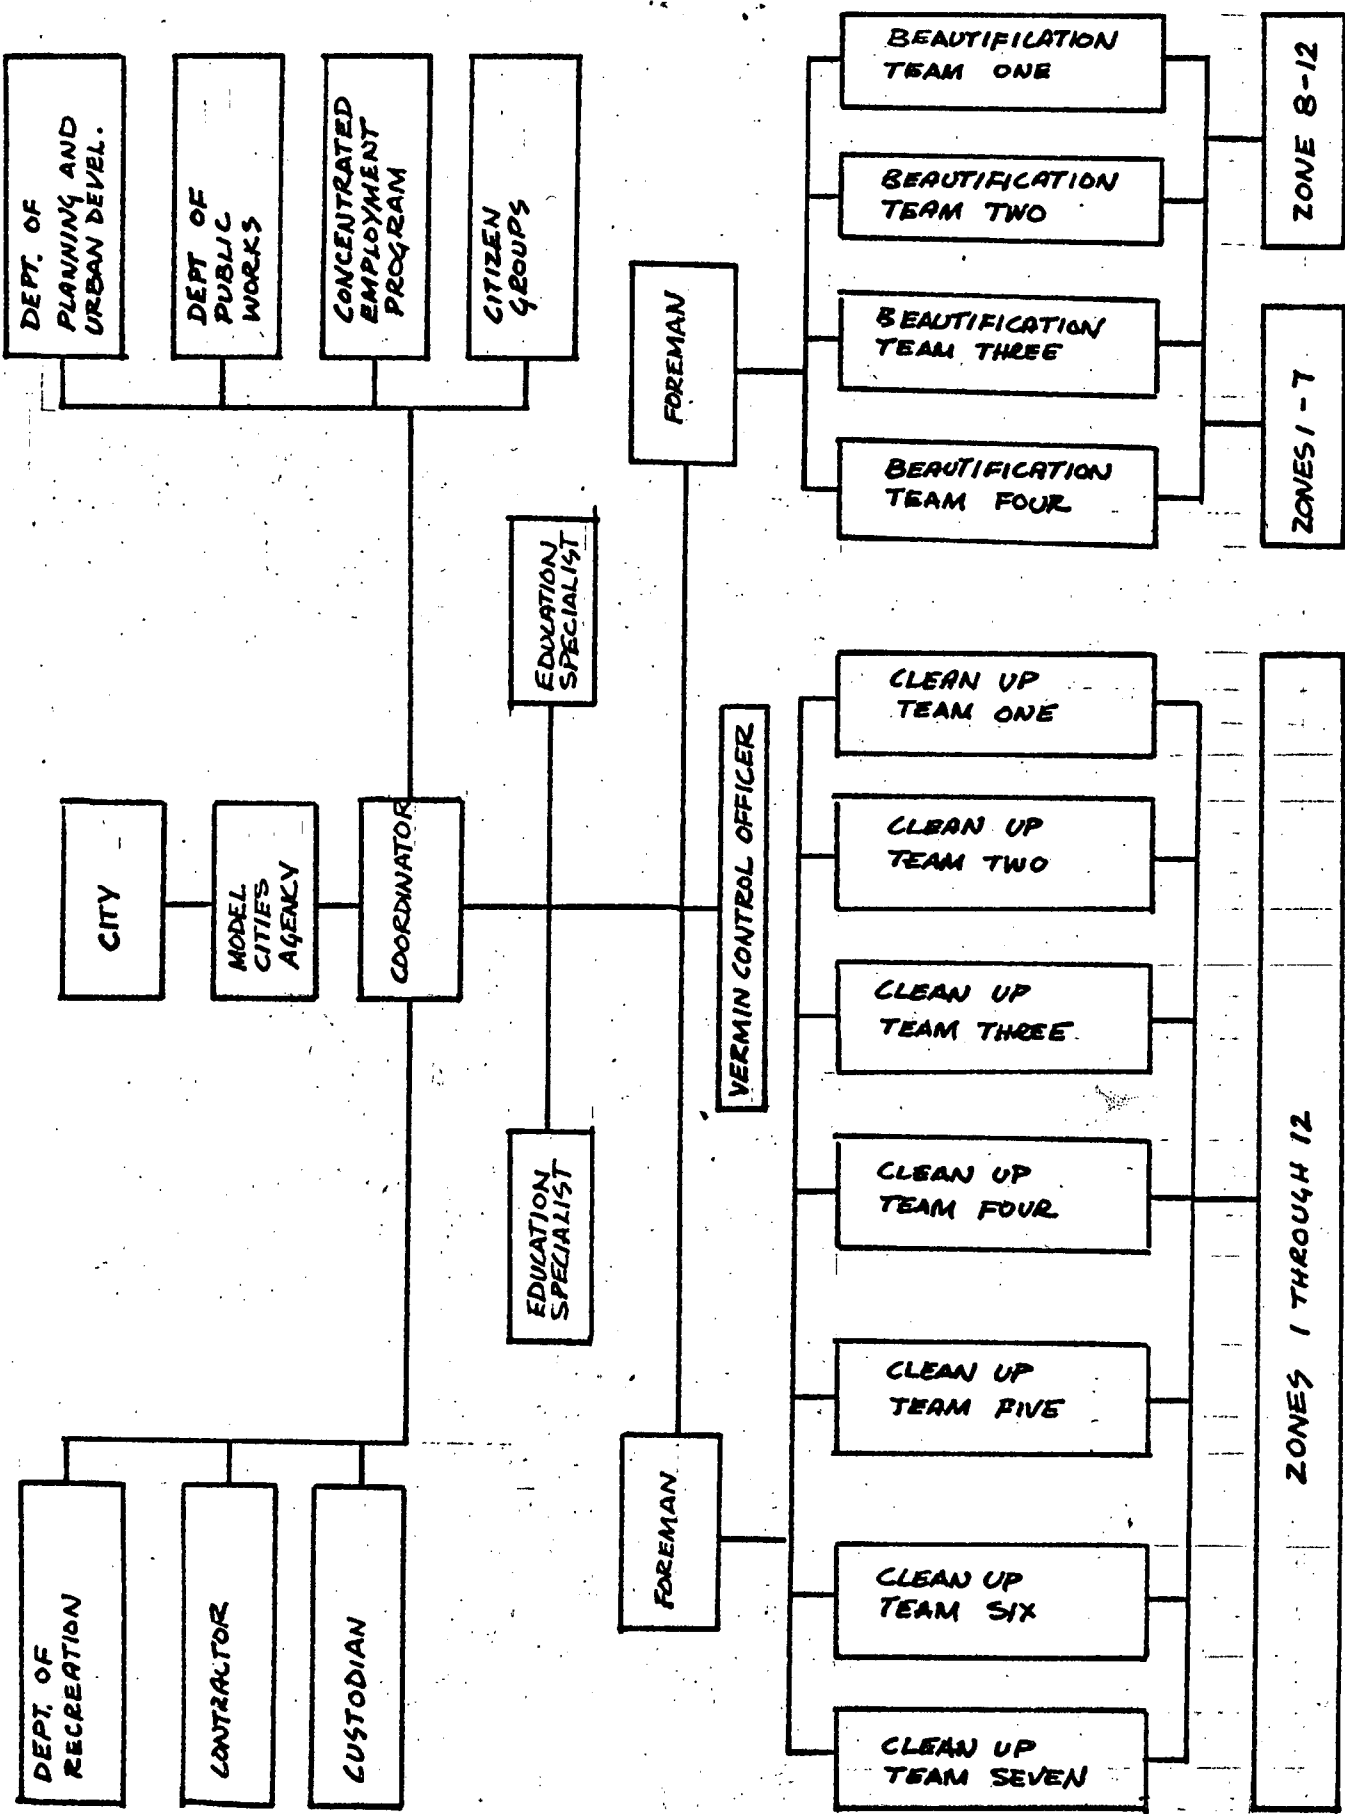 CITY
MODEL
CITIES
AGENCY
COORDINATOR
DEPT. OF
RECREATION
CONTRACTOR
CUSTODIAN
DEPT. OF
PLANNING AND
URBAN DEVEL.
DEPT OF
PUBLIC
WORKS
CONCENTRATED
EMPLOYMENT
PROGRAM
CITIZEN
GROUPS
EDUCATION
SPECIALIST
EDUCATION
SPECIALIST
FOREMAN
FOREMAN
VERMIN CONTROL OFFICER
CLEAN UP
TEAM SEVEN
CLEAN UP
TEAM SIX
CLEAN UP
TEAM FIVE
CLEAN UP
TEAM FOUR
CLEAN UP
TEAM THREE
CLEAN UP
TEAM TWO
CLEAN UP
TEAM ONE
BEAUTIFICATION
TEAM FOUR
BEAUTIFICATION
TEAM THREE
BEAUTIFICATION
TEAM TWO
BEAUTIFICATION
TEAM ONE
ZONES 1 THROUGH 12
ZONES 1-7
ZONE 8-12